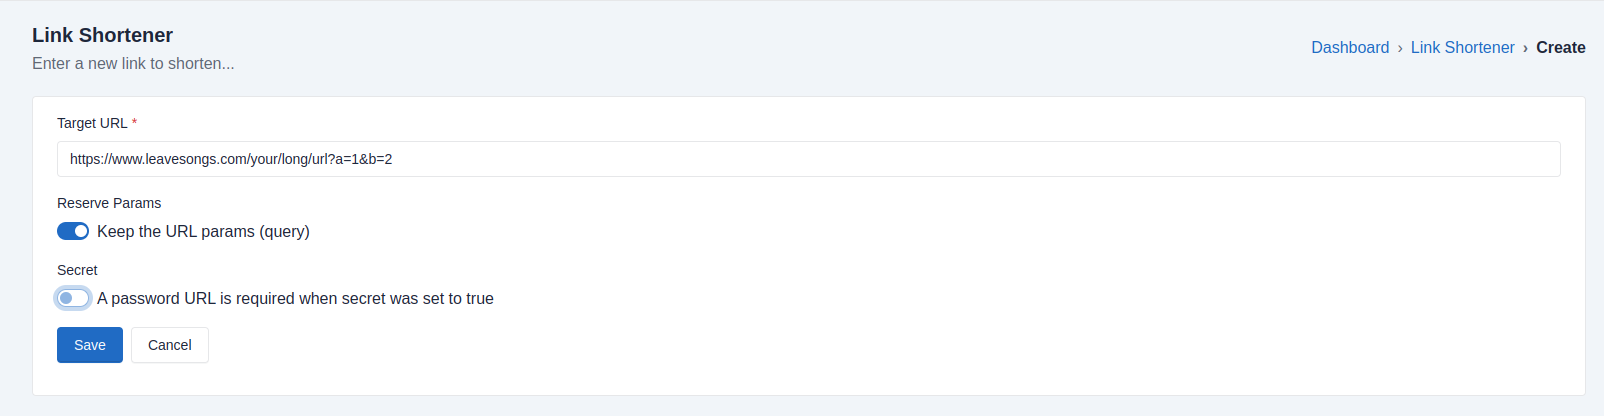 Link Shortener
Enter a new link to shorten...
Dashboard › Link Shortener › Create
Target URL *
https://www.leavesongs.com/your/long/url?a=1&b=2
Reserve Params
Keep the URL params (query)
Secret
A password URL is required when secret was set to true
Save Cancel